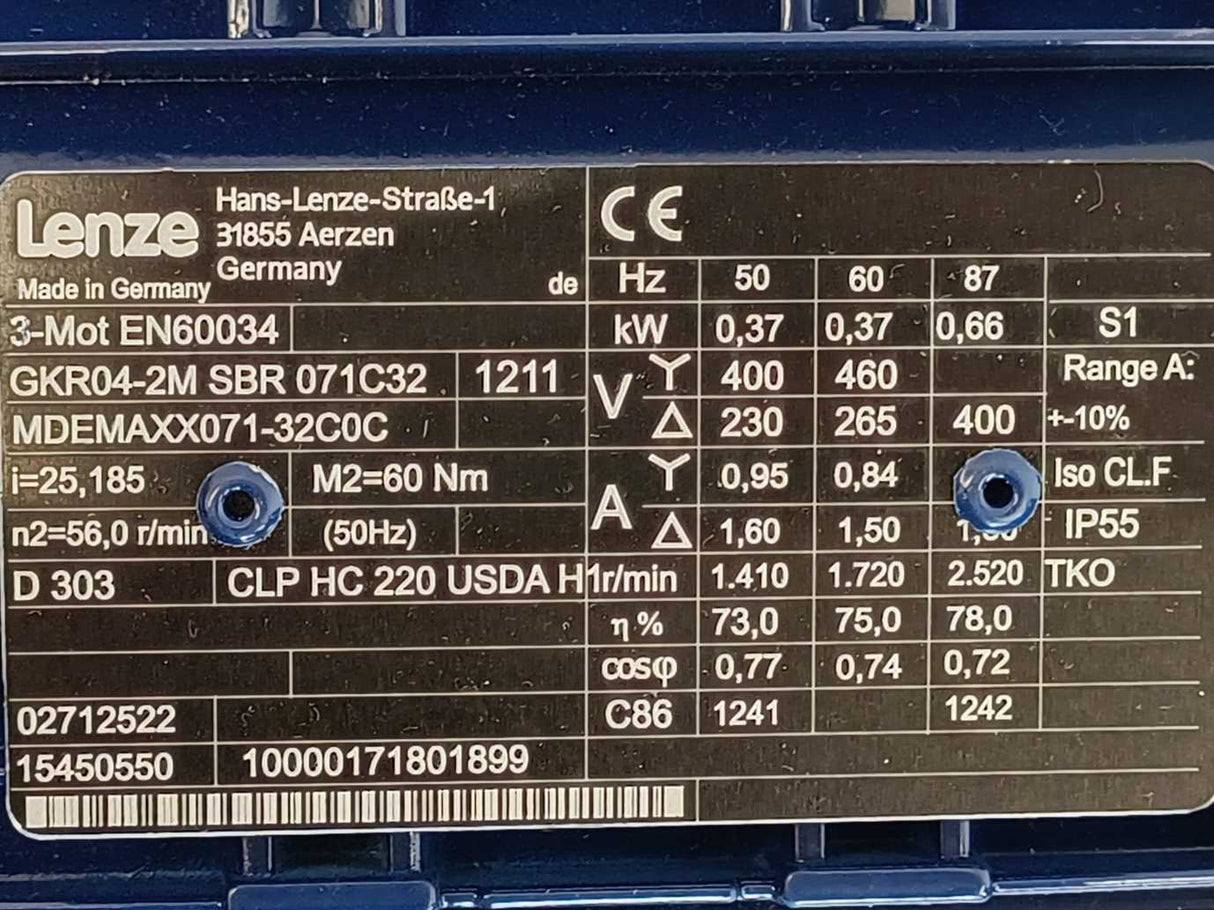 Lenze
Hans-Lenze-Straße-1
31855 Aerzen
Germany
Made in Germany
de
3-Mot EN60034
GKR04-2M SBR 071C32 1211
MDEMAXX071-32C0C
i=25,185 M2=60 Nm
n2=56,0 r/min (50Hz)
D 303 CLP HC 220 USDA H1
02712522
15450550 10000171801899
CE
Hz 50 60 87
kW 0,37 0,37 0,66 S1
V Y 400 460 Range A:
Δ 230 265 400 +-10%
A Y 0,95 0,84 Iso CL.F
Δ 1,60 1,50 IP55
r/min 1.410 1.720 2.520 TKO
η % 73,0 75,0 78,0
cosφ 0,77 0,74 0,72
C86 1241 1242